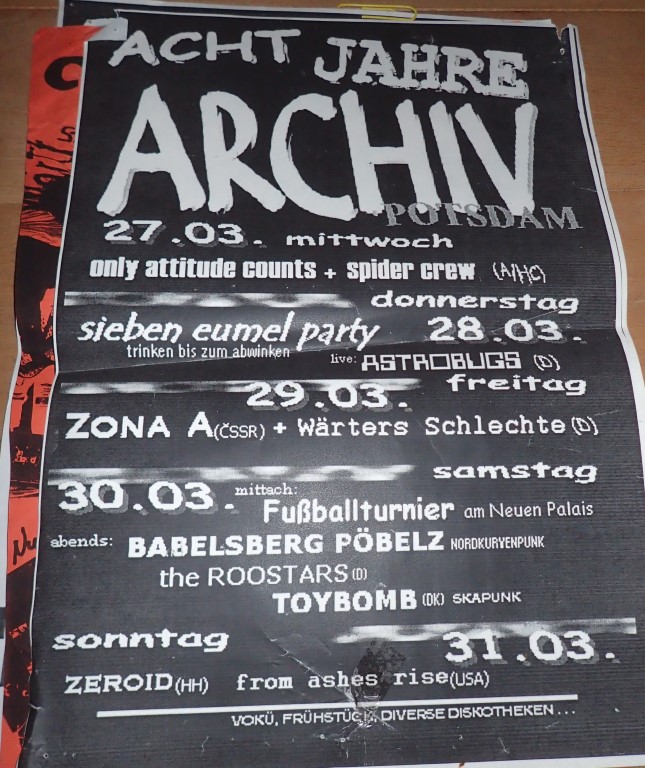 ACHT JAHRE
ARCHIV
POTSDAM
27.03. mittwoch
only attitude counts + spider crew (A/HC)
donnerstag
sieben eumel party 28.03.
trinken bis zum abwinken
live: ASTROBUGS (D)
29.03. freitag
ZONA A (ČSSR) + Wärters Schlechte (D)
samstag
30.03. mittach: Fußballturnier am Neuen Palais
abends: BABELSBERG PÖBELZ NORDKURVENPUNK
the ROOSTARS (D)
TOYBOMB (DK) SKAPUNK
sonntag 31.03.
ZEROID (HH) from ashes rise (USA)
VOKÜ, FRÜHSTÜCK, DIVERSE DISKOTHEKEN ...